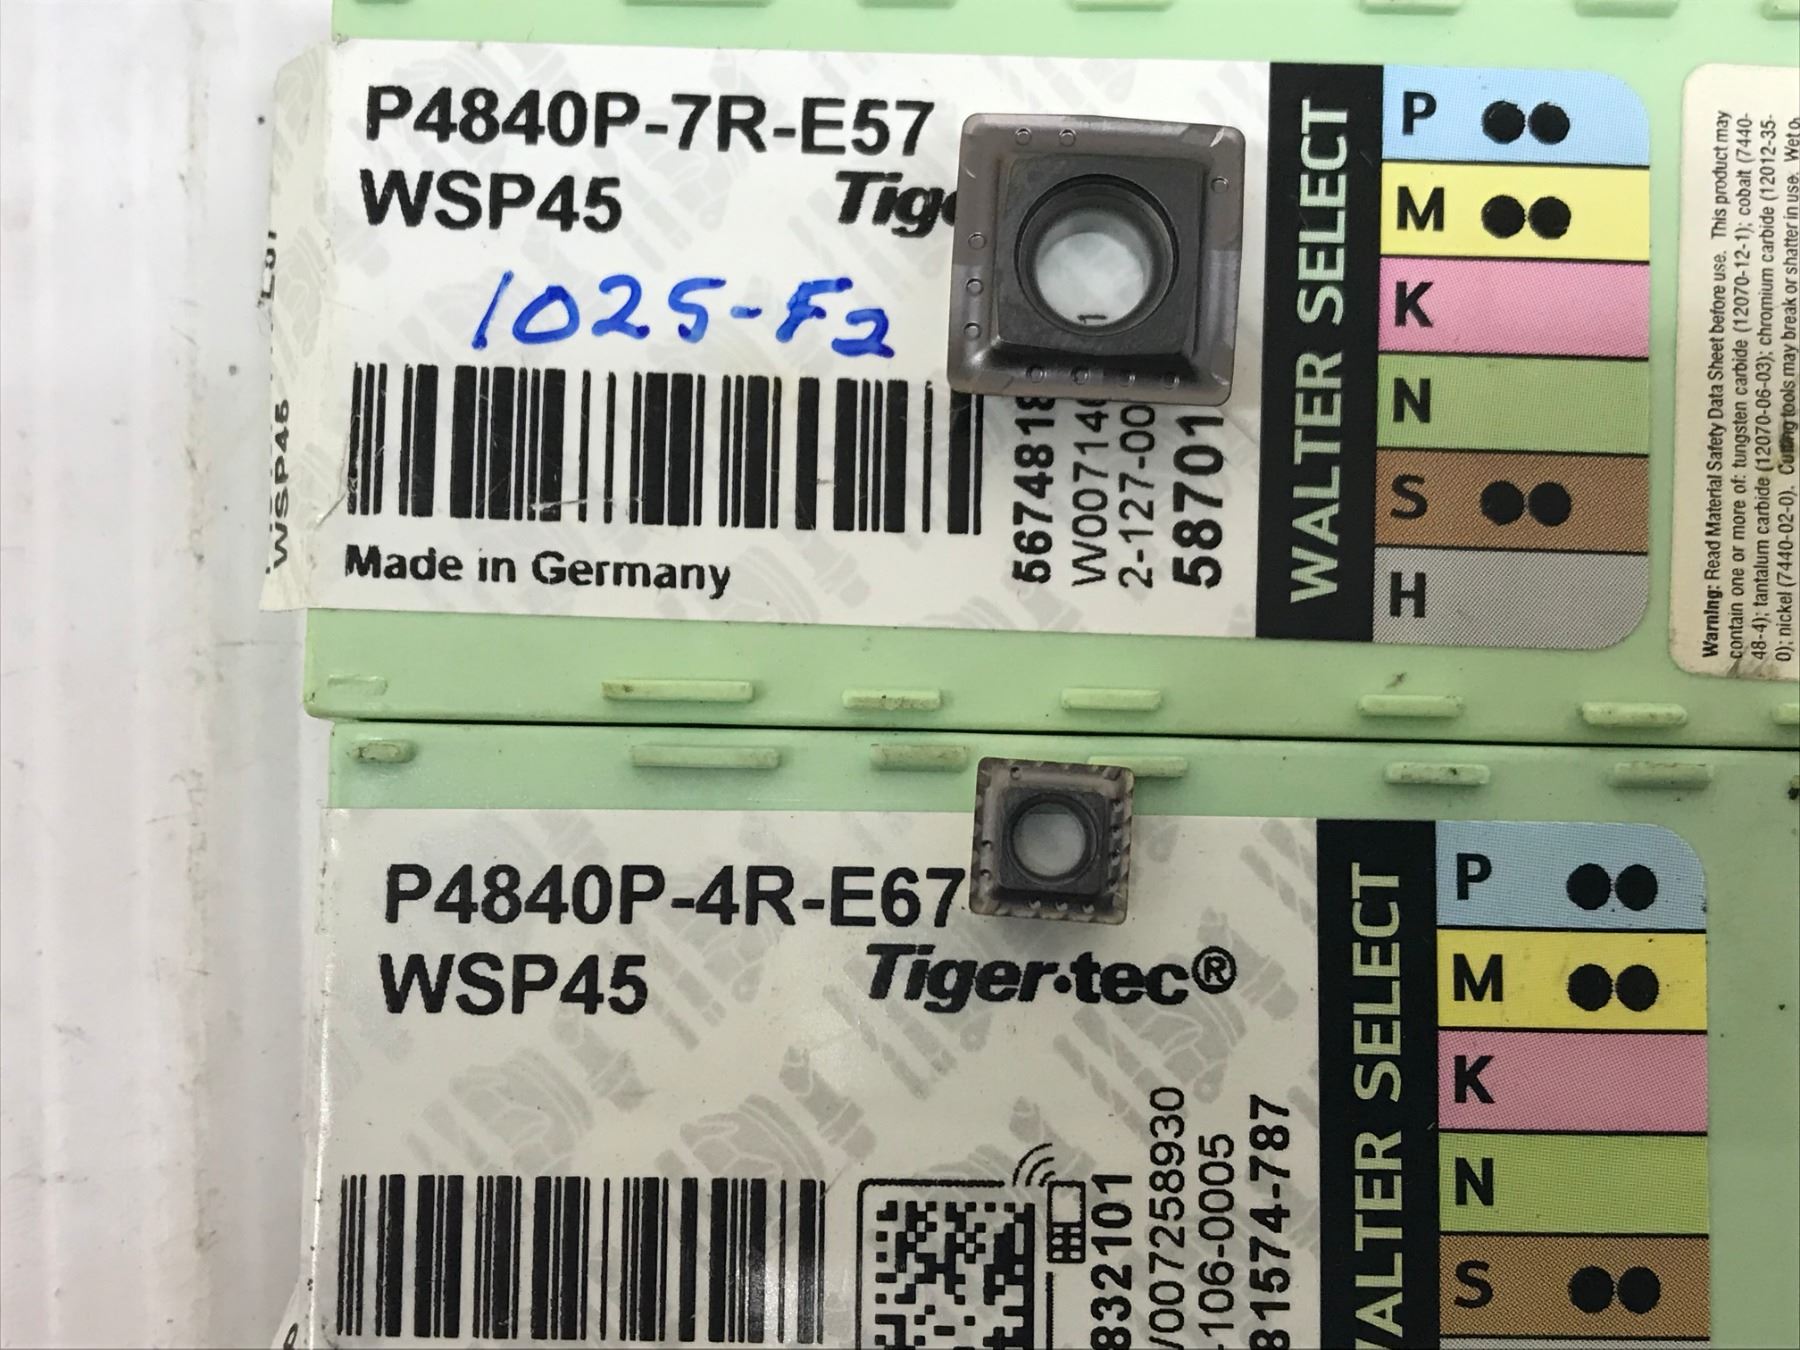 P4840P-7R-E57
WSP45
Tig
1025-F2
Made in Germany
5674818
W00714
2-127-00
58701
WALTER SELECT
P
M
K
N
S
H
WSP45
Warning: Read Material Safety Data Sheet before use. This product may
contain one or more of: tungsten carbide (12070-12-1); cobalt (7440-
48-4); tantalum carbide (12070-06-03); chromium carbide (12012-35-
0); nickel (7440-02-0). Cutting tools may break or shatter in use. Wet
P4840P-4R-E67
WSP45
Tiger·tec®
832101
007258930
106-0005
81574-787
ALTER SELECT
P
M
K
N
S